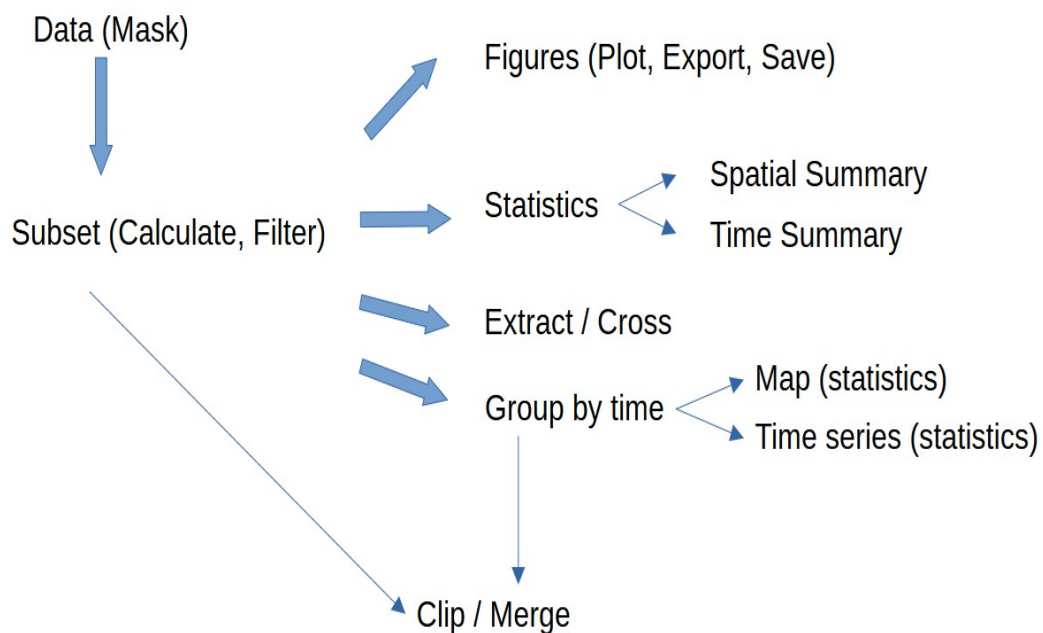 Data (Mask)
Figures (Plot, Export, Save)
Spatial Summary
Statistics
Subset (Calculate, Filter)
Time Summary
Extract / Cross
Map (statistics)
Group by time
Time series (statistics)
Clip / Merge